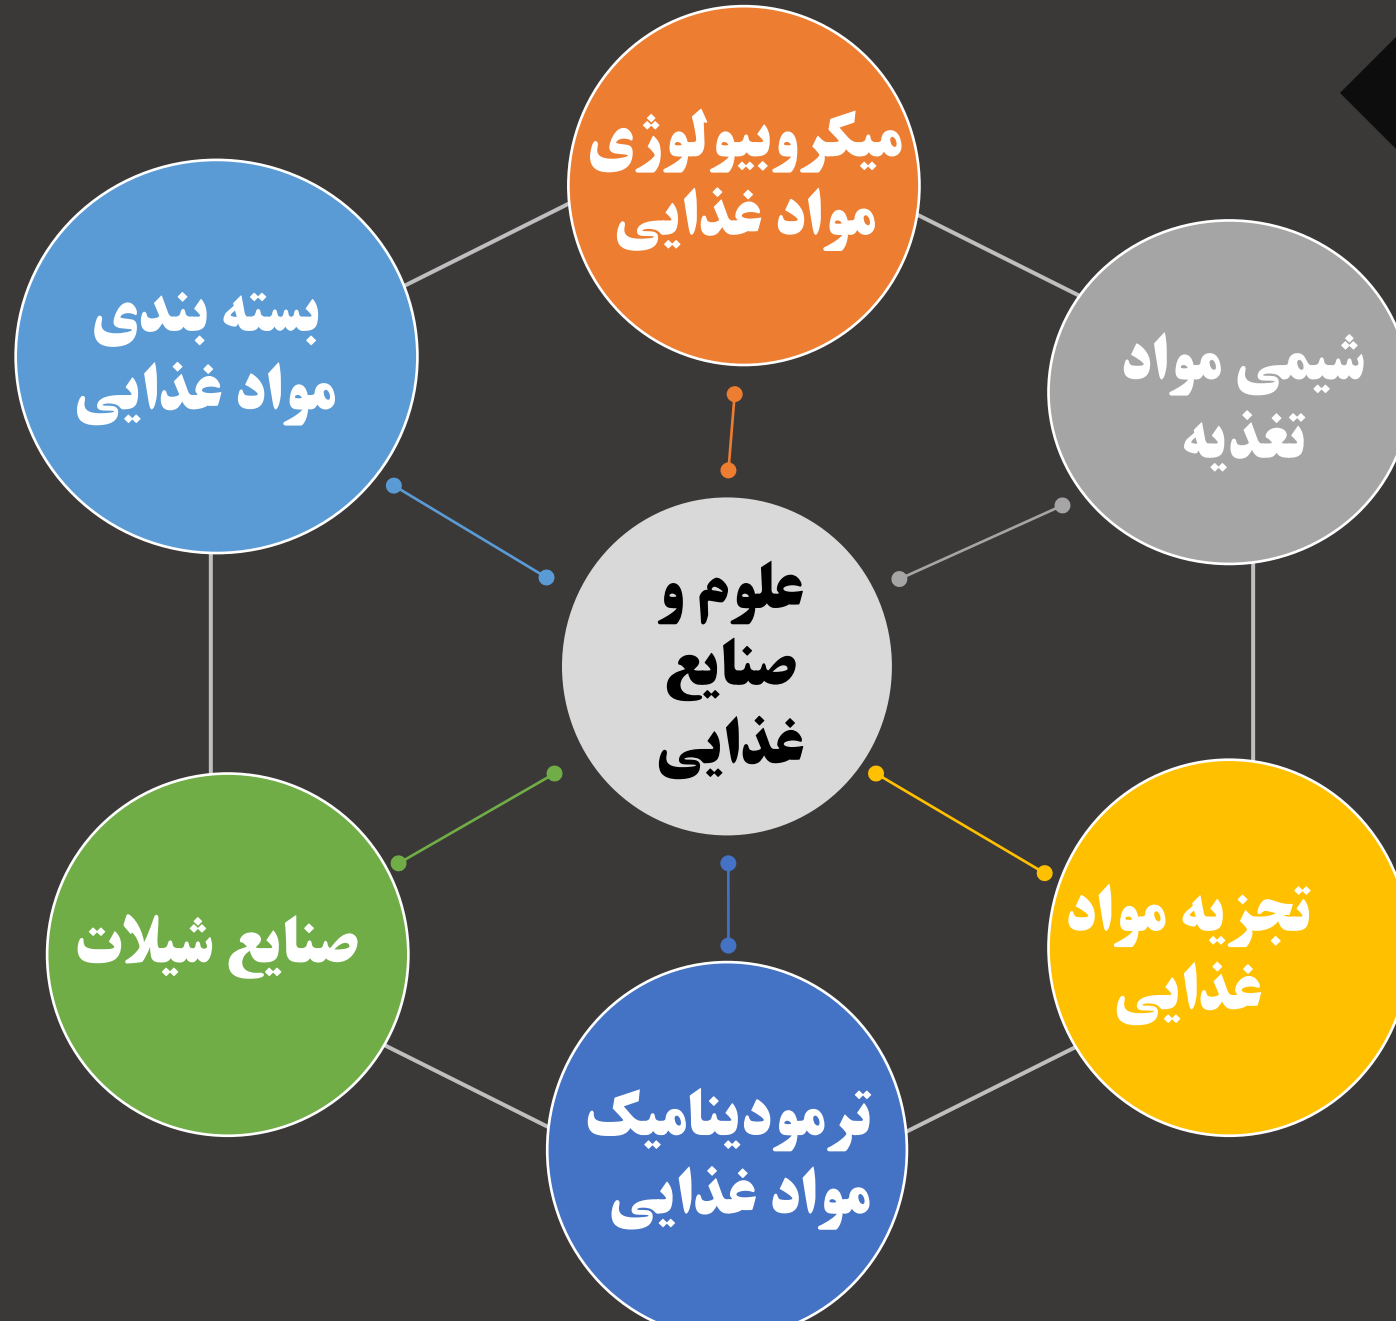 میکروبیولوژی
مواد غذایی
شیمی مواد
تغذیه
بسته بندی
مواد غذایی
علوم و
صنایع
غذایی
تجزیه مواد
غذایی
صنایع شیلات
ترمودینامیک
مواد غذایی